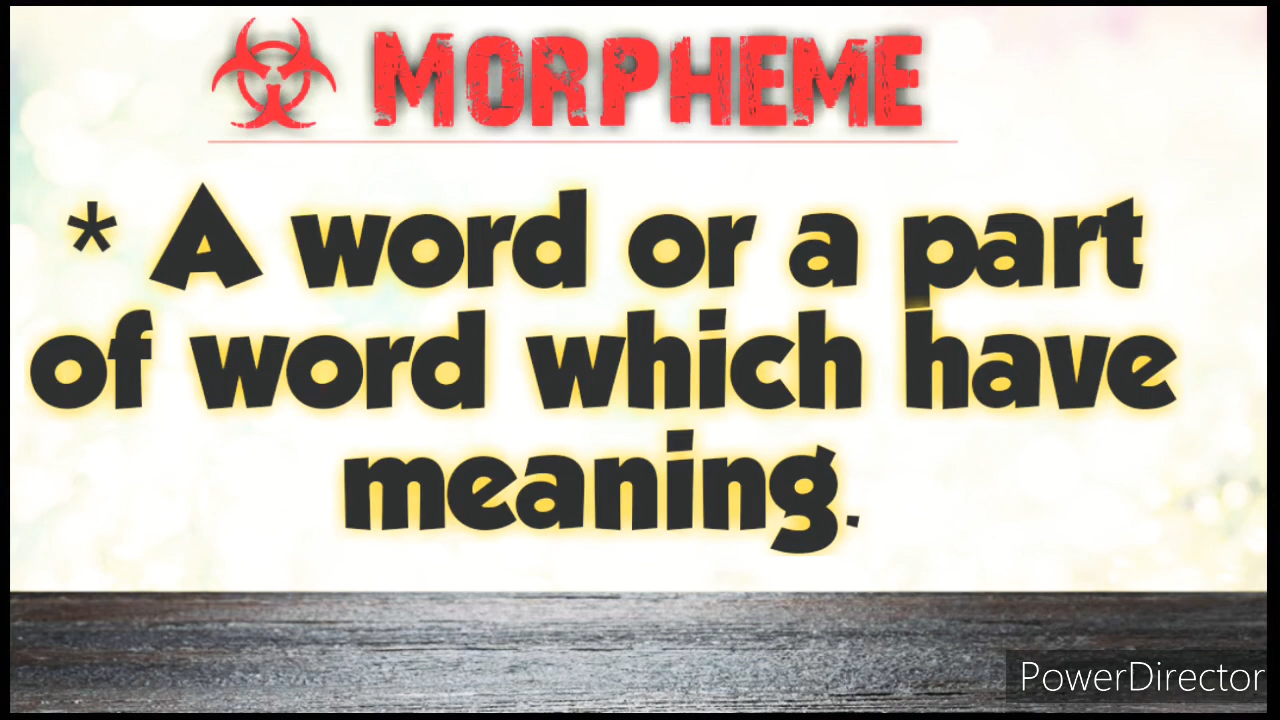 MORPHEME
* A word or a part
of word which have
meaning.
PowerDirector